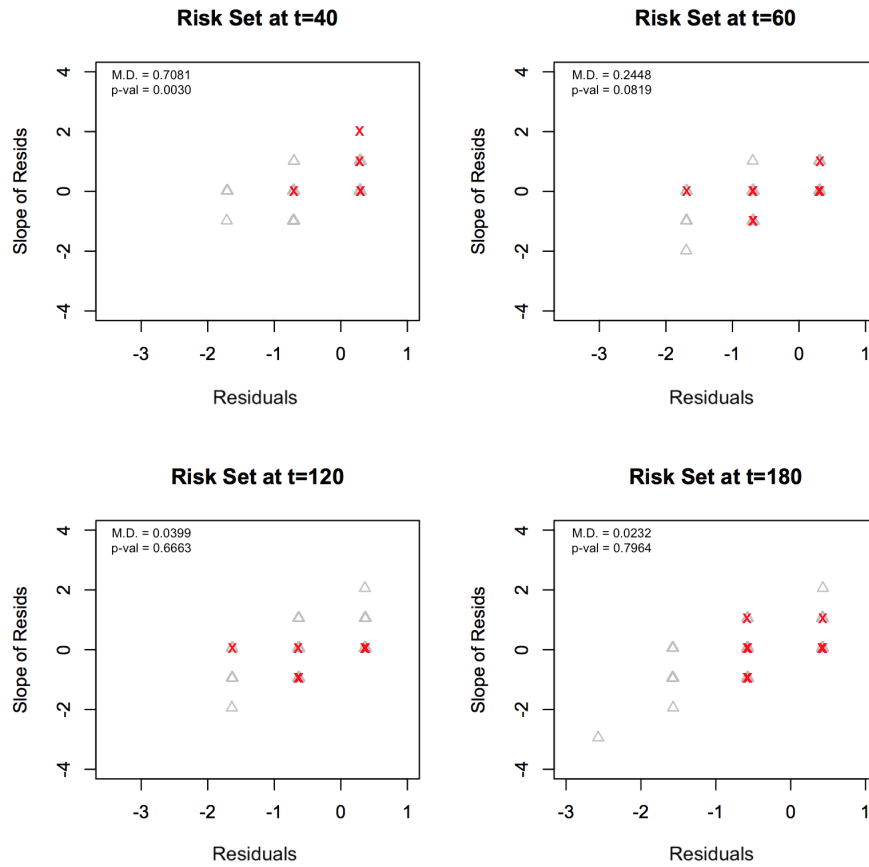 Risk Set at t=40
M.D. = 0.7081
p-val = 0.0030
Slope of Resids
4
2
0
-2
-4
-3 -2 -1 0 1
Residuals
Risk Set at t=60
M.D. = 0.2448
p-val = 0.0819
Slope of Resids
4
2
0
-2
-4
-3 -2 -1 0 1
Residuals
Risk Set at t=120
M.D. = 0.0399
p-val = 0.6663
Slope of Resids
4
2
0
-2
-4
-3 -2 -1 0 1
Residuals
Risk Set at t=180
M.D. = 0.0232
p-val = 0.7964
Slope of Resids
4
2
0
-2
-4
-3 -2 -1 0 1
Residuals